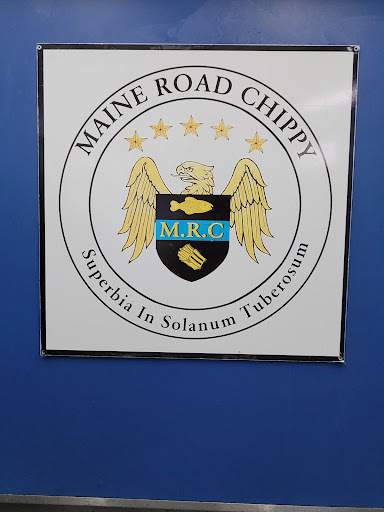 MAINE ROAD CHIPPY
M.R.C
Superbia In Solanum Tuberosum